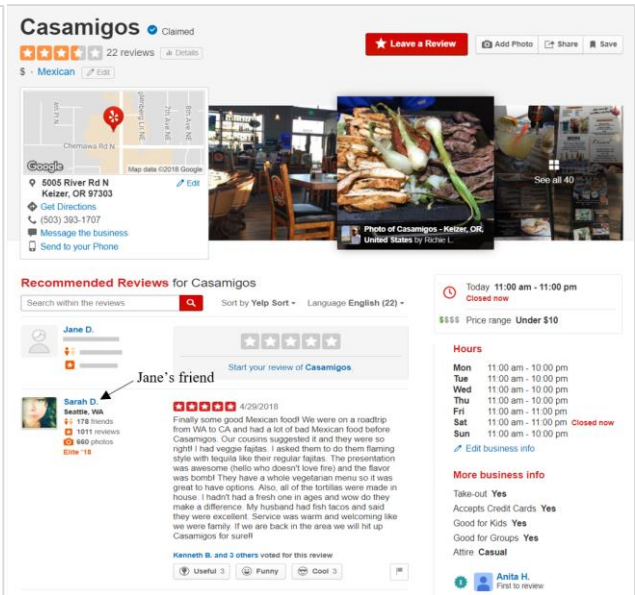 Casamigos Claimed
22 reviews Details
$ · Mexican Edit
Leave a Review
Add Photo
Share
Save
Chemawa Rd N
7th Ave NE
8th Ave NE
Google
Map data ©2018 Google
5005 River Rd N
Keizer, OR 97303
Edit
Get Directions
(503) 393-1707
Message the business
Send to your Phone
Photo of Casamigos - Keizer, OR,
United States by Richie L.
See all 40
Recommended Reviews for Casamigos
Search within the reviews
Sort by Yelp Sort
Language English (22)
Jane D.
Start your review of Casamigos.
Jane's friend
Sarah D.
Seattle, WA
178 friends
1011 reviews
660 photos
Elite '18
4/29/2018
Finally some good Mexican food! We were on a roadtrip
from WA to CA and had a lot of bad Mexican food before
Casamigos. Our cousins suggested it and they were so
right! I had veggie fajitas. I asked them to do them flaming
style with tequila like their regular fajitas. The presentation
was awesome (hello who doesn't love fire) and the flavor
was bomb! They have a whole vegetarian menu so it was
great to have options. Also, all of the tortillas were made in
house. I hadn't had a fresh one in ages and wow do they
make a difference. My husband had fish tacos and said
they were excellent. Service was warm and welcoming like
we were family. If we are back in the area we will hit up
Casamigos for sure!!
Kenneth B. and 3 others voted for this review
Useful 3
Funny
Cool 3
Today 11:00 am - 11:00 pm
Closed now
$$$$ Price range Under $10
Hours
Mon 11:00 am - 10:00 pm
Tue 11:00 am - 10:00 pm
Wed 11:00 am - 10:00 pm
Thu 11:00 am - 10:00 pm
Fri 11:00 am - 11:00 pm
Sat 11:00 am - 11:00 pm Closed now
Sun 11:00 am - 10:00 pm
Edit business info
More business info
Take-out Yes
Accepts Credit Cards Yes
Good for Kids Yes
Good for Groups Yes
Attire Casual
Anita H.
First to review